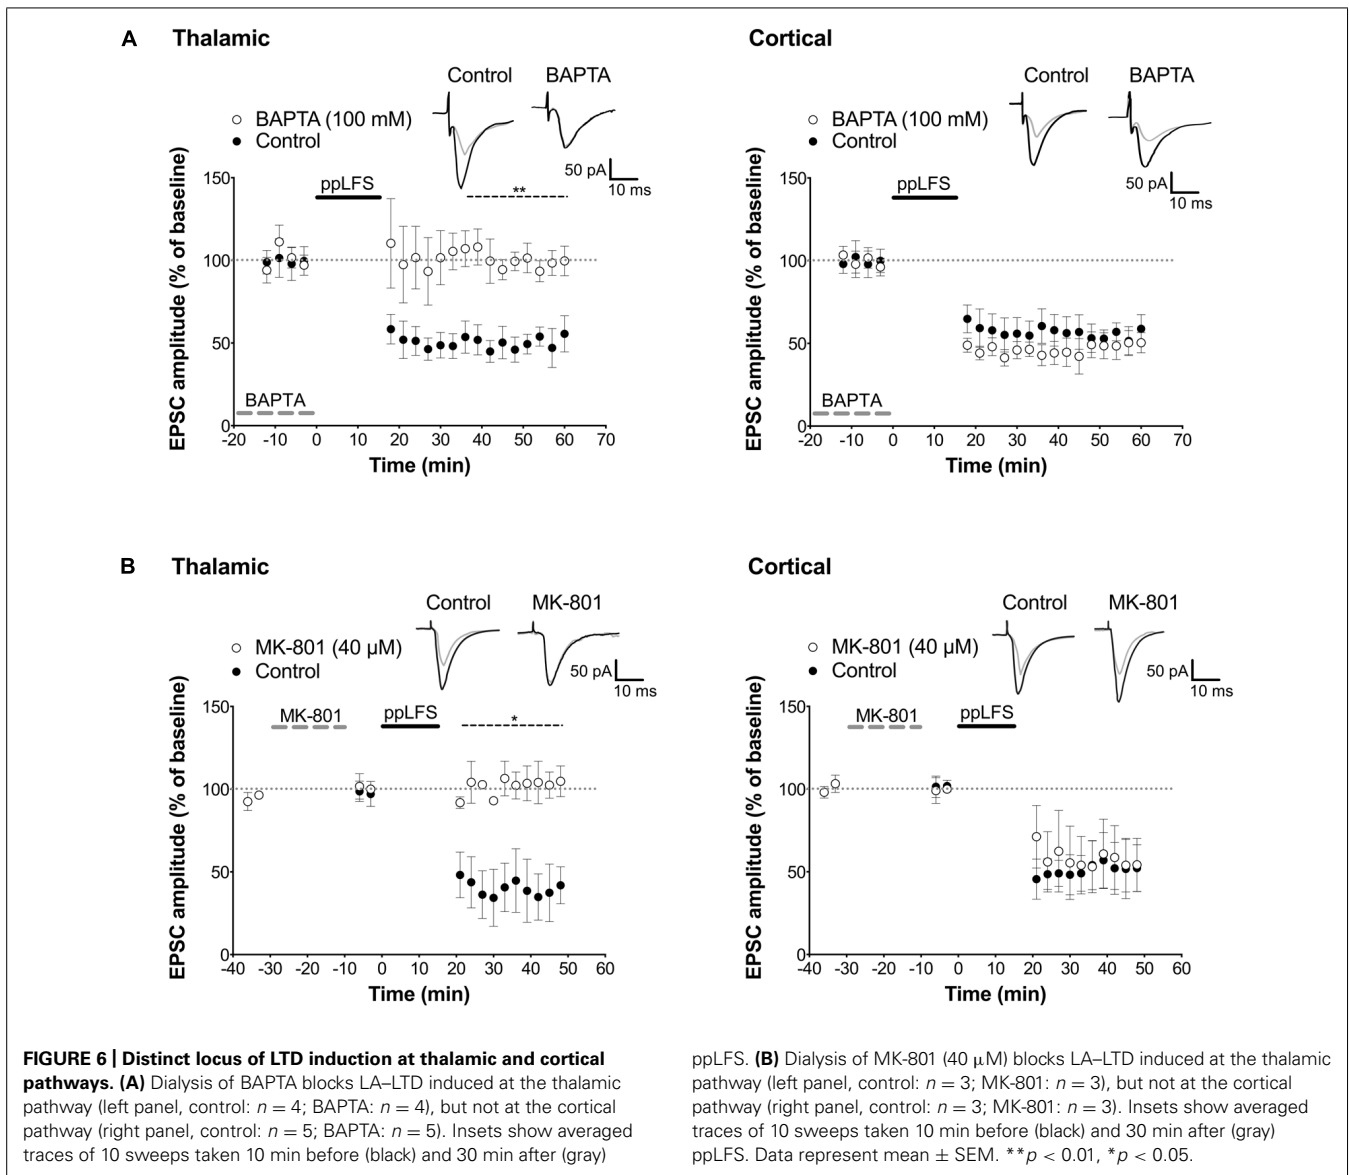 A Thalamic
Control BAPTA
BAPTA (100 mM)
Control
50 pA
10 ms
ppLFS
**
EPSC amplitude (% of baseline)
150
100
50
0
BAPTA
-20 -10 0 10 20 30 40 50 60 70
Time (min)
Cortical
Control BAPTA
BAPTA (100 mM)
Control
50 pA
10 ms
ppLFS
EPSC amplitude (% of baseline)
150
100
50
0
BAPTA
-20 -10 0 10 20 30 40 50 60 70
Time (min)
B Thalamic
Control MK-801
MK-801 (40 µM)
Control
50 pA
10 ms
MK-801 ppLFS
*
EPSC amplitude (% of baseline)
150
100
50
0
-40 -30 -20 -10 0 10 20 30 40 50 60
Time (min)
Cortical
Control MK-801
MK-801 (40 µM)
Control
50 pA
10 ms
MK-801 ppLFS
EPSC amplitude (% of baseline)
150
100
50
0
-40 -30 -20 -10 0 10 20 30 40 50 60
Time (min)
FIGURE 6 | Distinct locus of LTD induction at thalamic and cortical
pathways. (A) Dialysis of BAPTA blocks LA–LTD induced at the thalamic
pathway (left panel, control: n = 4; BAPTA: n = 4), but not at the cortical
pathway (right panel, control: n = 5; BAPTA: n = 5). Insets show averaged
traces of 10 sweeps taken 10 min before (black) and 30 min after (gray)
ppLFS. (B) Dialysis of MK-801 (40 µM) blocks LA–LTD induced at the thalamic
pathway (left panel, control: n = 3; MK-801: n = 3), but not at the cortical
pathway (right panel, control: n = 3; MK-801: n = 3). Insets show averaged
traces of 10 sweeps taken 10 min before (black) and 30 min after (gray)
ppLFS. Data represent mean ± SEM. **p < 0.01, *p < 0.05.